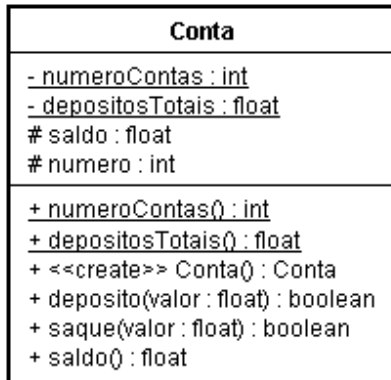 Conta
- numeroContas : int
- depositosTotais : float
# saldo : float
# numero : int
+ numeroContas() : int
+ depositosTotais() : float
+ <<create>> Conta() : Conta
+ deposito(valor : float) : boolean
+ saque(valor : float) : boolean
+ saldo() : float